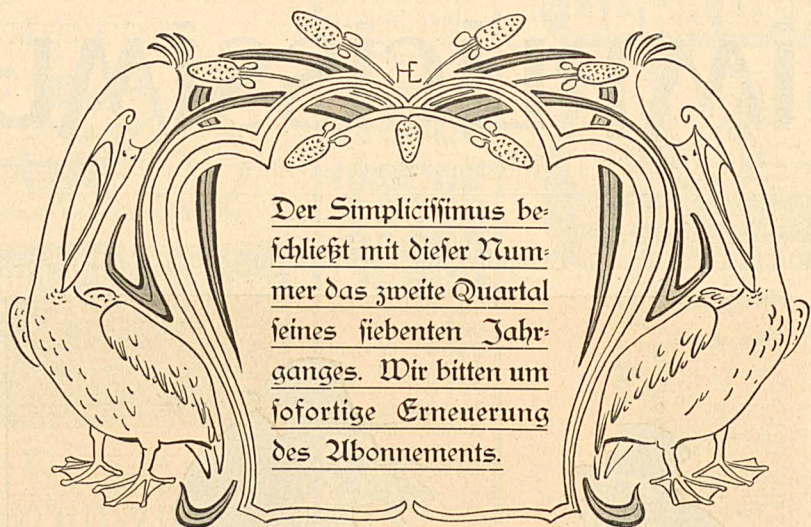 HE
Der Simpliciſſimus be⸗
ſchließt mit dieſer Num⸗
mer das zweite Quartal
ſeines ſiebenten Jahr⸗
ganges. Wir bitten um
ſofortige Erneuerung
des Abonnements.